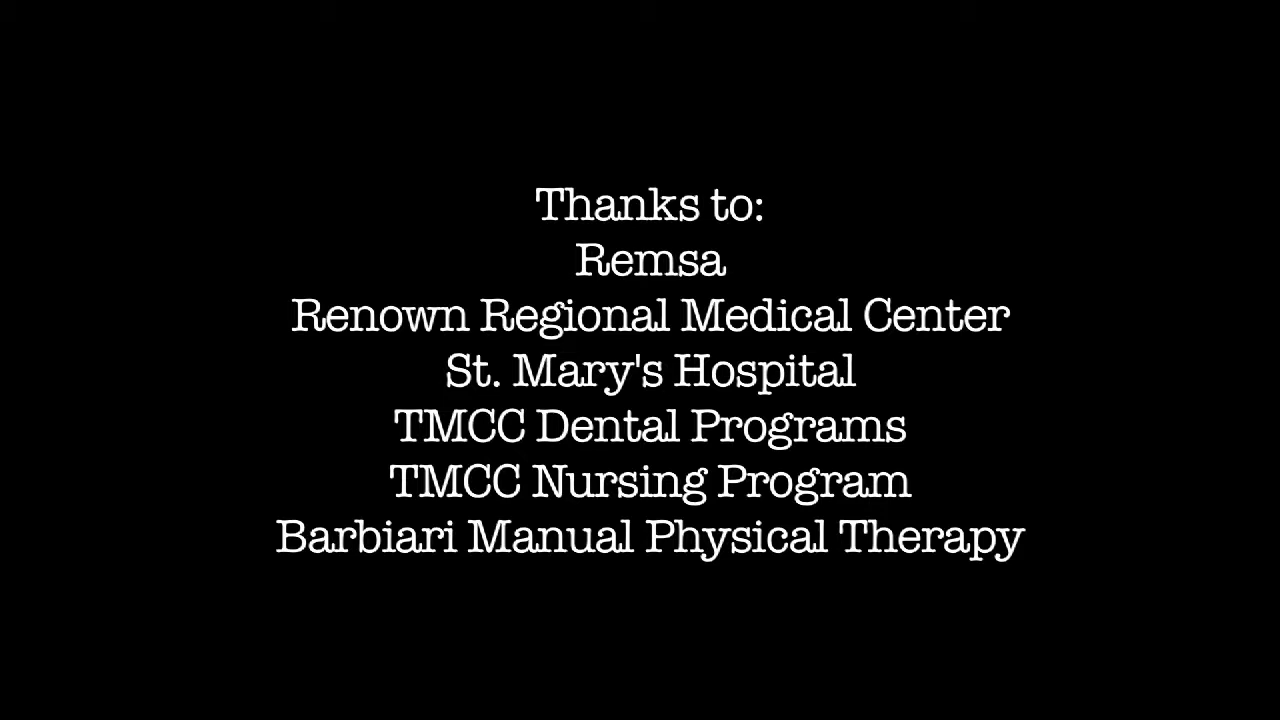 Thanks to:
Remsa
Renown Regional Medical Center
St. Mary's Hospital
TMCC Dental Programs
TMCC Nursing Program
Barbiari Manual Physical Therapy